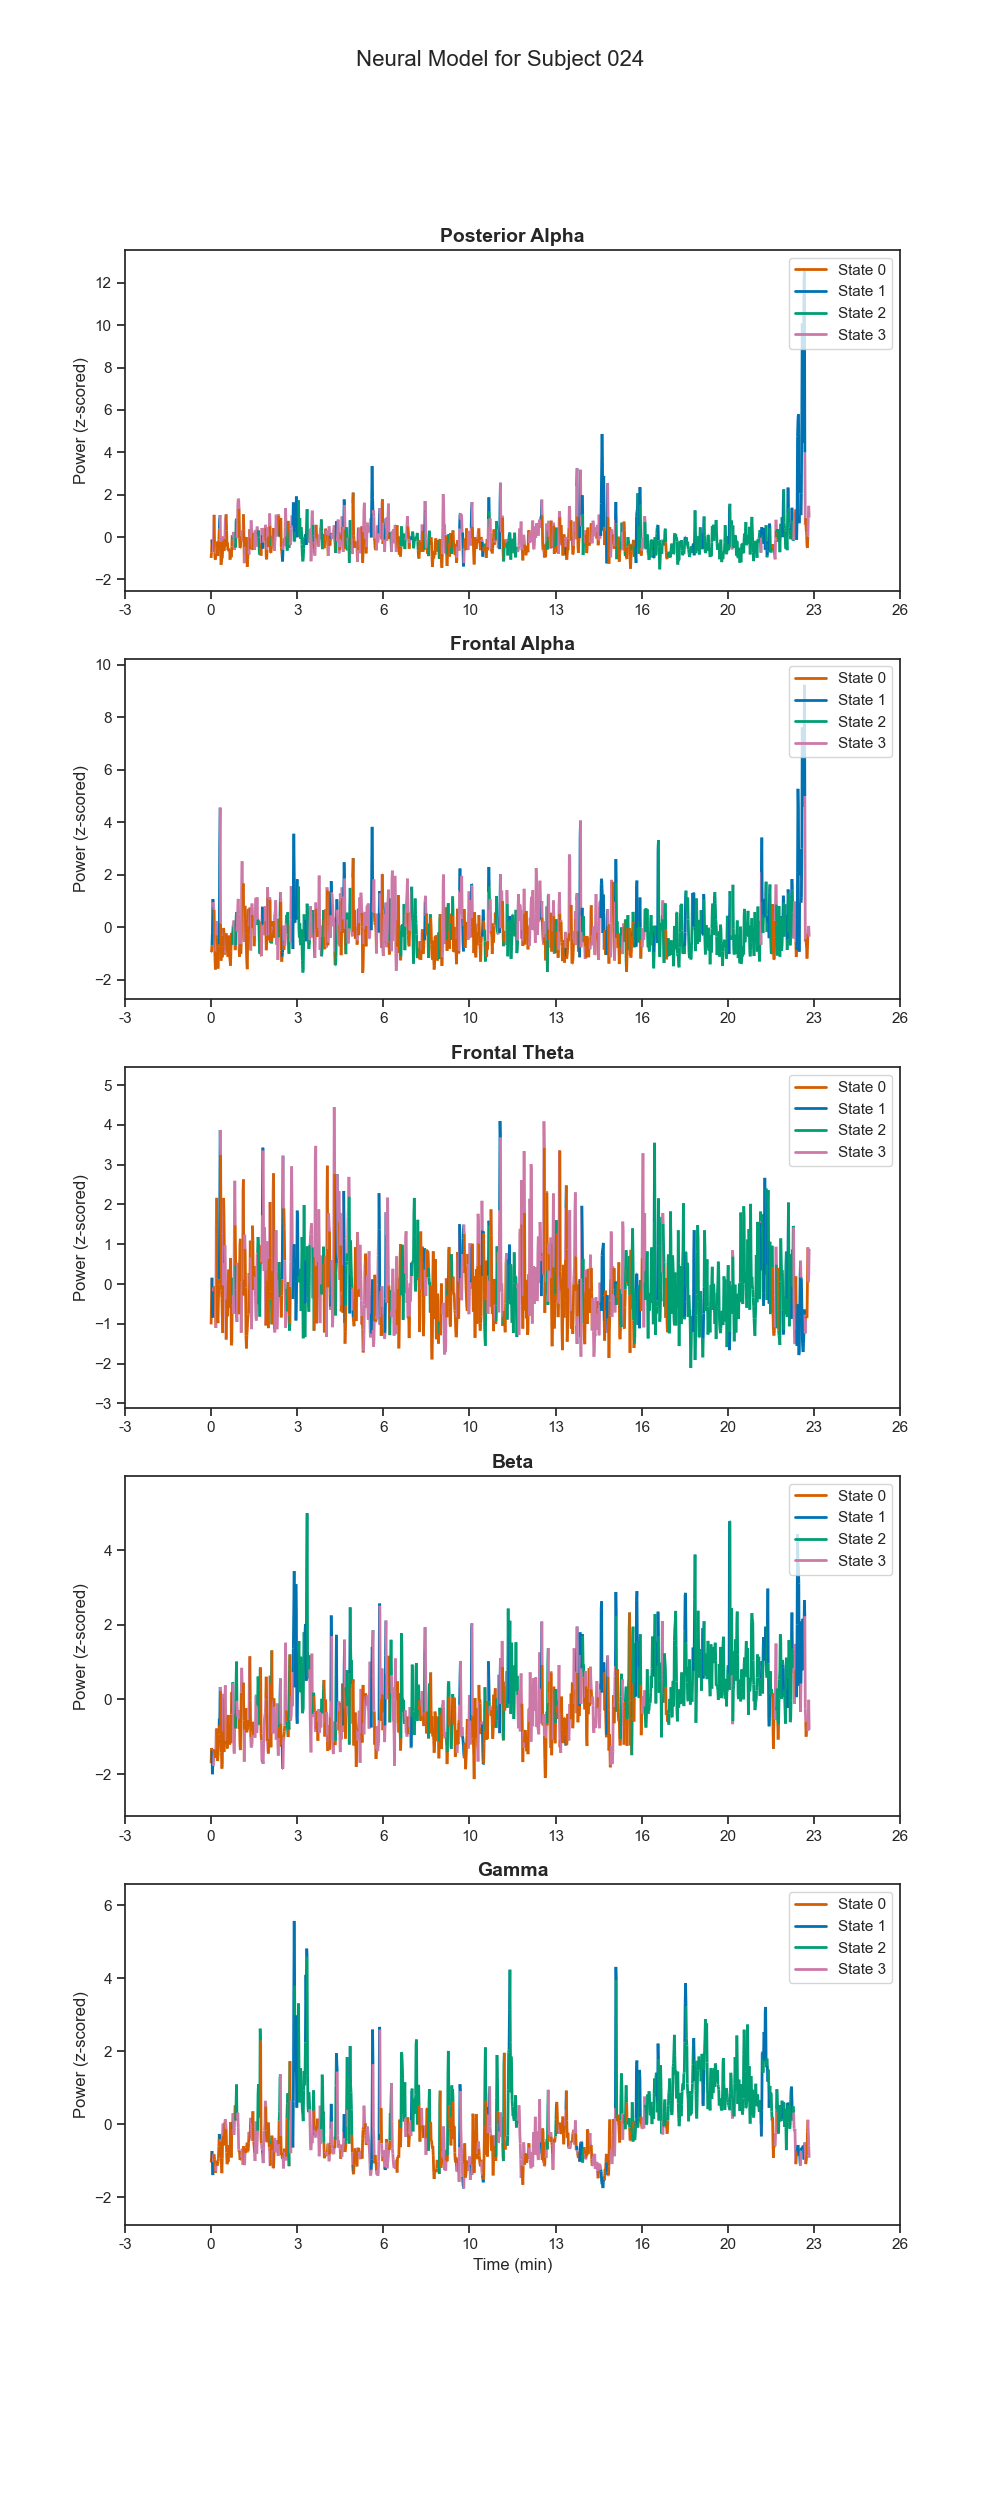 Neural Model for Subject 024
Posterior Alpha
Power (z-scored)
12
10
8
6
4
2
0
−2
State 0
State 1
State 2
State 3
-3 0 3 6 10 13 16 20 23 26
Frontal Alpha
Power (z-scored)
10
8
6
4
2
0
−2
State 0
State 1
State 2
State 3
-3 0 3 6 10 13 16 20 23 26
Frontal Theta
Power (z-scored)
5
4
3
2
1
0
−1
−2
−3
State 0
State 1
State 2
State 3
-3 0 3 6 10 13 16 20 23 26
Beta
Power (z-scored)
4
2
0
−2
State 0
State 1
State 2
State 3
-3 0 3 6 10 13 16 20 23 26
Gamma
Power (z-scored)
6
4
2
0
−2
State 0
State 1
State 2
State 3
-3 0 3 6 10 13 16 20 23 26
Time (min)